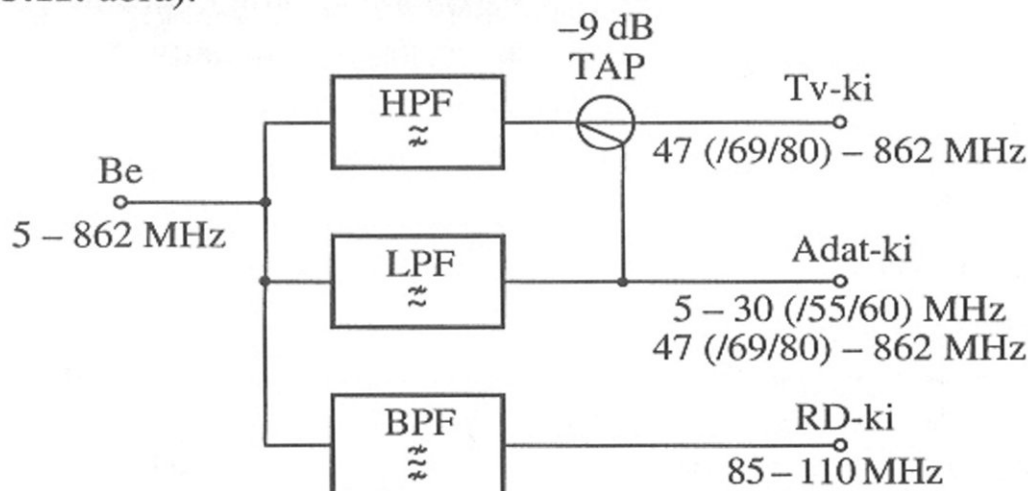 –9 dB
TAP
HPF
Tv-ki
47 (/69/80) – 862 MHz
Be
5 – 862 MHz
LPF
Adat-ki
5 – 30 (/55/60) MHz
47 (/69/80) – 862 MHz
BPF
RD-ki
85 – 110 MHz